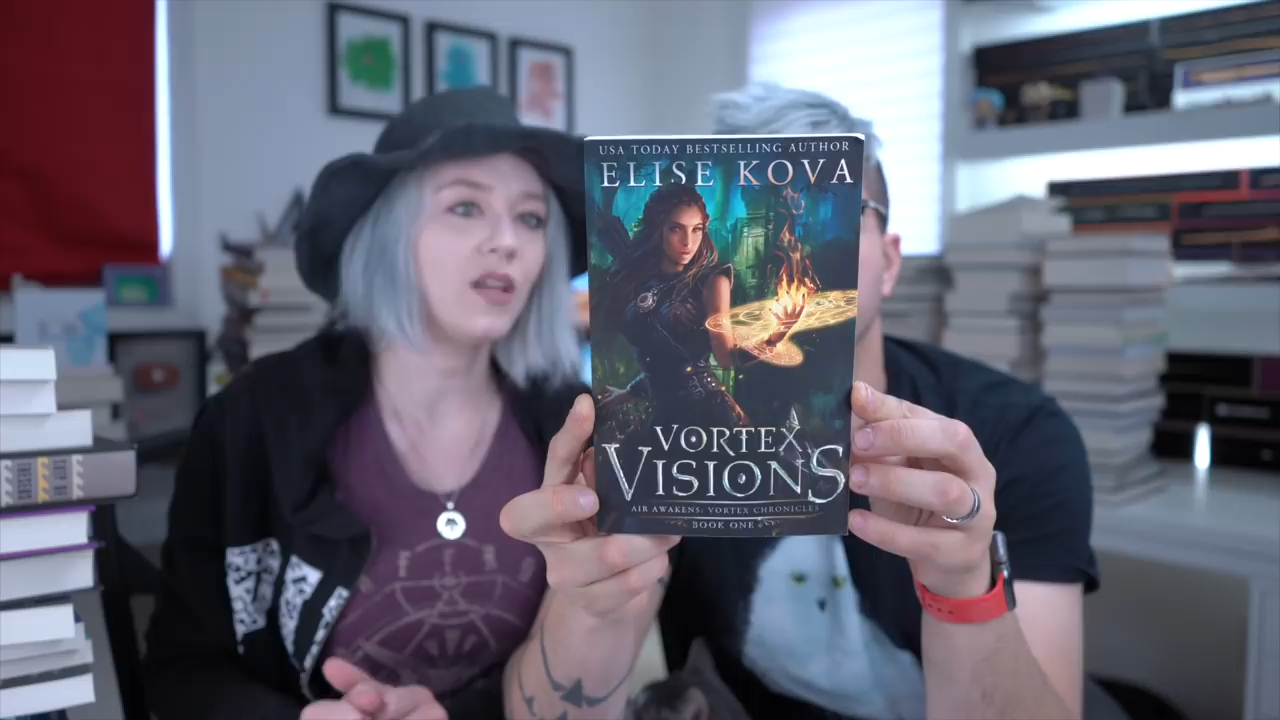 USA TODAY BESTSELLING AUTHOR
ELISE KOVA
VORTEX
VISIONS
AIR AWAKENS: VORTEX CHRONICLES
BOOK ONE